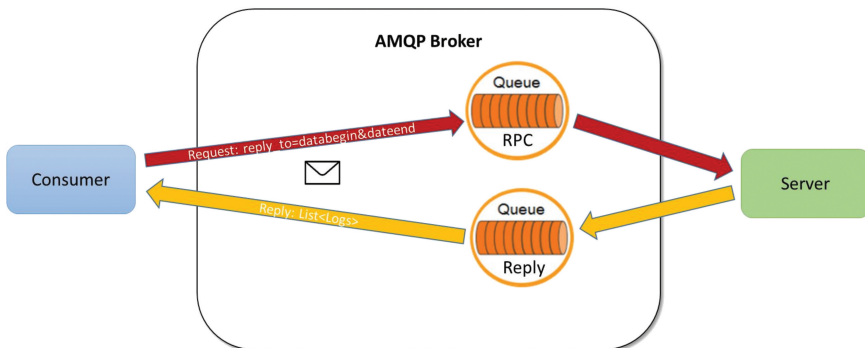 AMQP Broker
Queue
RPC
Request: reply_to=databegin&dateend
Consumer
Server
Reply: List<Logs>
Queue
Reply